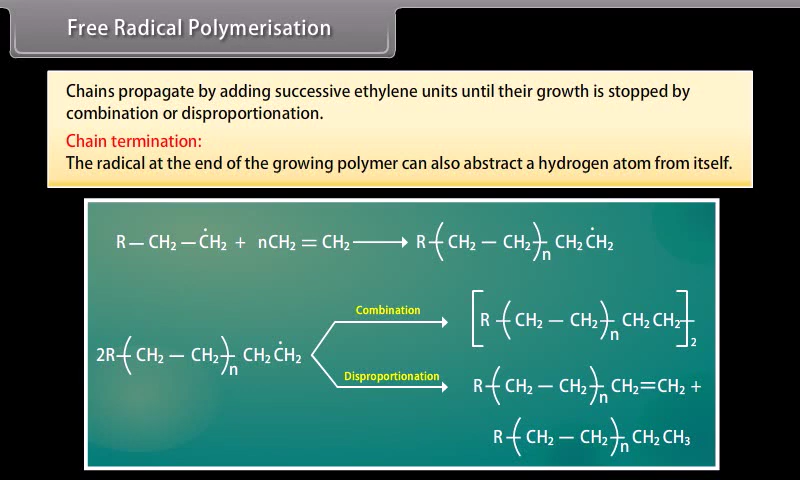 Free Radical Polymerisation
Chains propagate by adding successive ethylene units until their growth is stopped by
combination or disproportionation.
Chain termination:
The radical at the end of the growing polymer can also abstract a hydrogen atom from itself.
R — CH₂ — ĊH₂ + nCH₂ = CH₂ ⟶ R-(CH₂ — CH₂)-ₙ CH₂ĊH₂
Combination
[R-(CH₂ — CH₂)-ₙ CH₂CH₂-]₂
2R-(CH₂ — CH₂)-ₙ CH₂ĊH₂
Disproportionation
R-(CH₂ — CH₂)-ₙ CH₂=CH₂ +
R-(CH₂ — CH₂)-ₙ CH₂CH₃